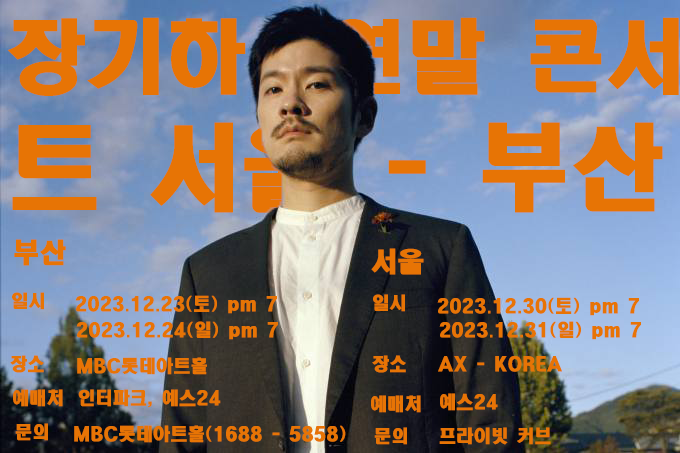 장기하 연말 콘서
트 서울 - 부산
부산
일시 2023.12.23(토) pm 7
2023.12.24(일) pm 7
장소 MBC롯데아트홀
예매처 인터파크, 예스24
문의 MBC롯데아트홀(1688 - 5858)
서울
일시 2023.12.30(토) pm 7
2023.12.31(일) pm 7
장소 AX - KOREA
예매처 예스24
문의 프라이빗 커브